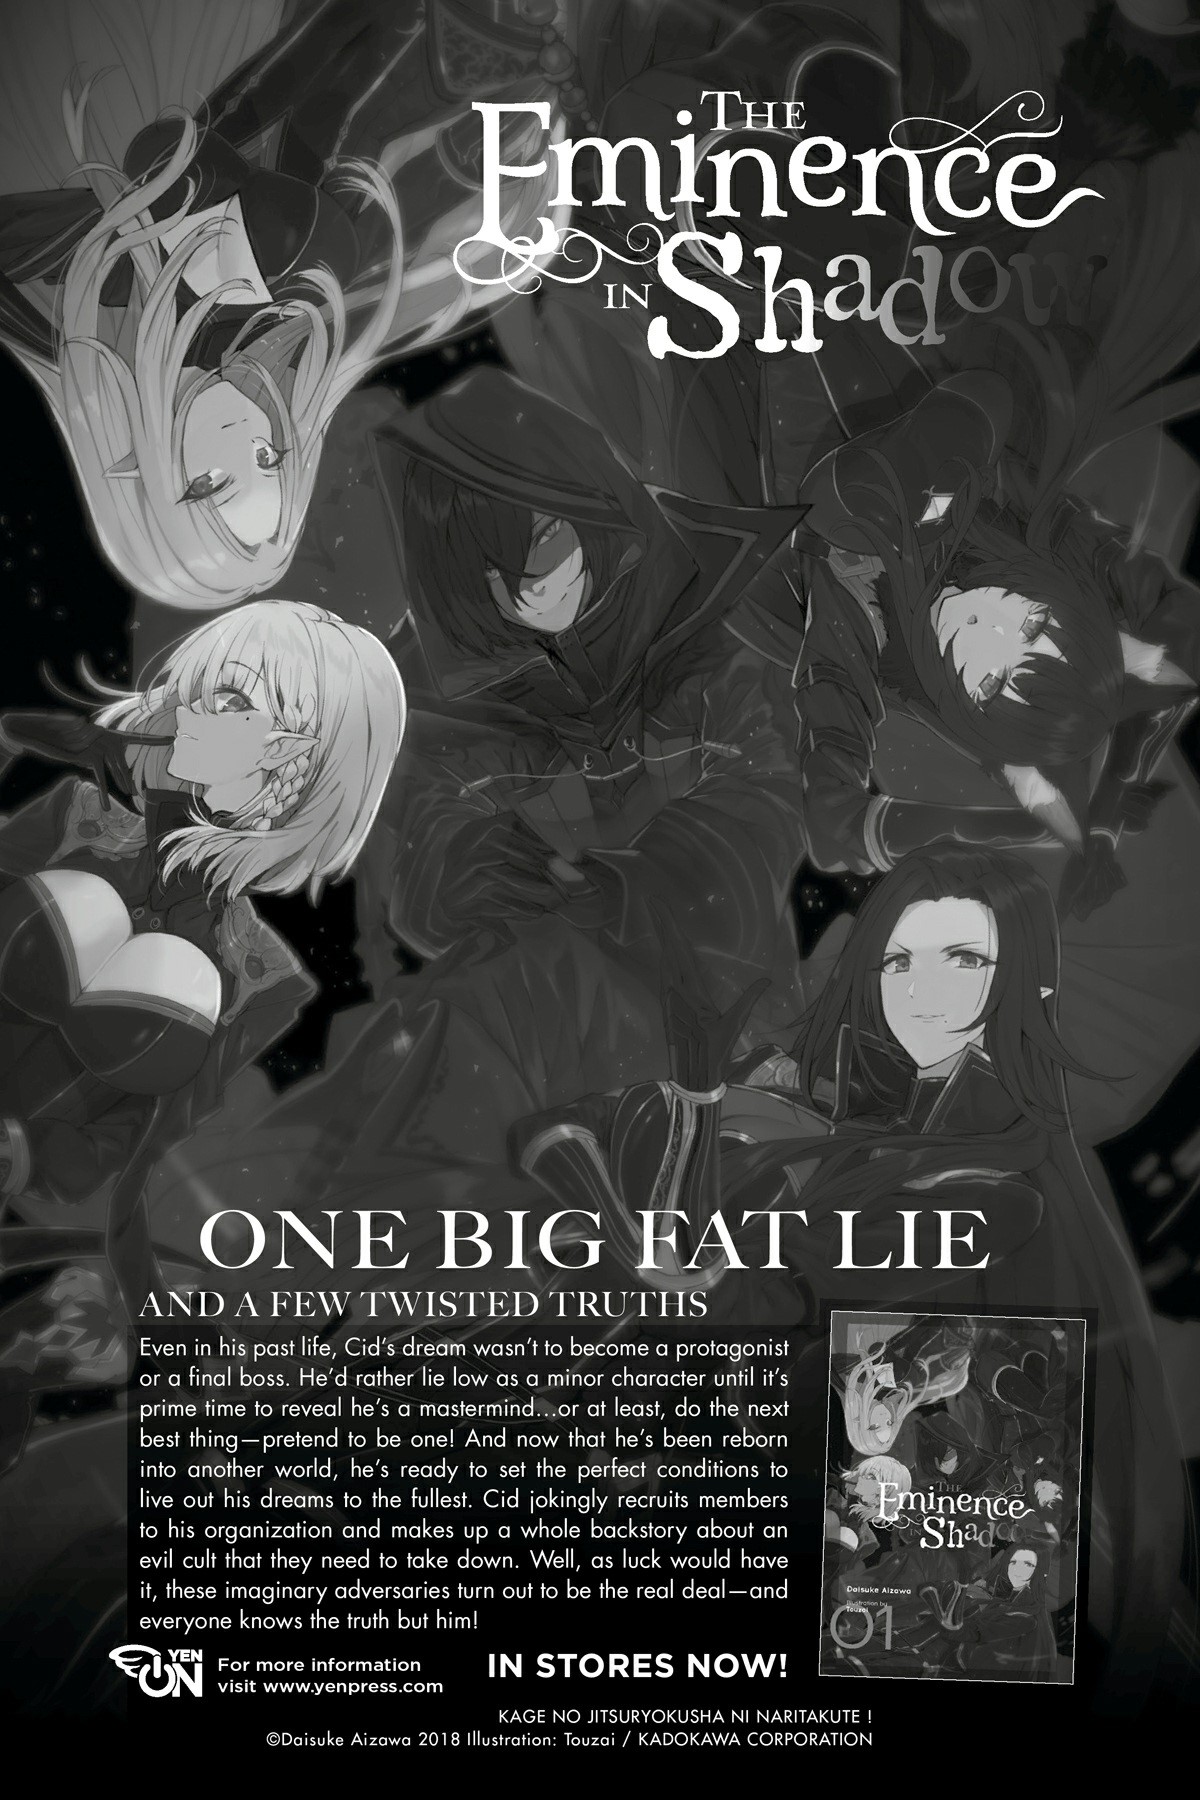 THE
Eminence
IN Shadow
ONE BIG FAT LIE
AND A FEW TWISTED TRUTHS
Even in his past life, Cid’s dream wasn’t to become a protagonist
or a final boss. He’d rather lie low as a minor character until it’s
prime time to reveal he’s a mastermind...or at least, do the next
best thing—pretend to be one! And now that he’s been reborn
into another world, he’s ready to set the perfect conditions to
live out his dreams to the fullest. Cid jokingly recruits members
to his organization and makes up a whole backstory about an
evil cult that they need to take down. Well, as luck would have
it, these imaginary adversaries turn out to be the real deal—and
everyone knows the truth but him!
THE
Eminence
IN Shadow
Daisuke Aizawa
Illustration by
Touzai
01
YEN
ON
For more information
visit www.yenpress.com
IN STORES NOW!
KAGE NO JITSURYOKUSHA NI NARITAKUTE !
©Daisuke Aizawa 2018 Illustration: Touzai / KADOKAWA CORPORATION